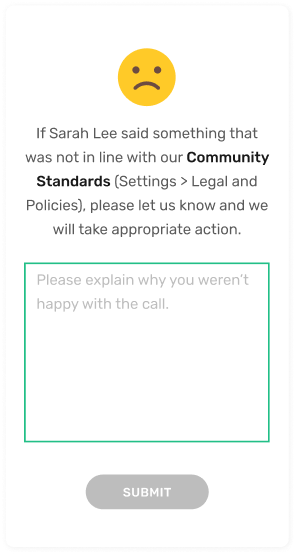 If Sarah Lee said something that
was not in line with our Community
Standards (Settings > Legal and
Policies), please let us know and we
will take appropriate action.
Please explain why you weren’t
happy with the call.
SUBMIT